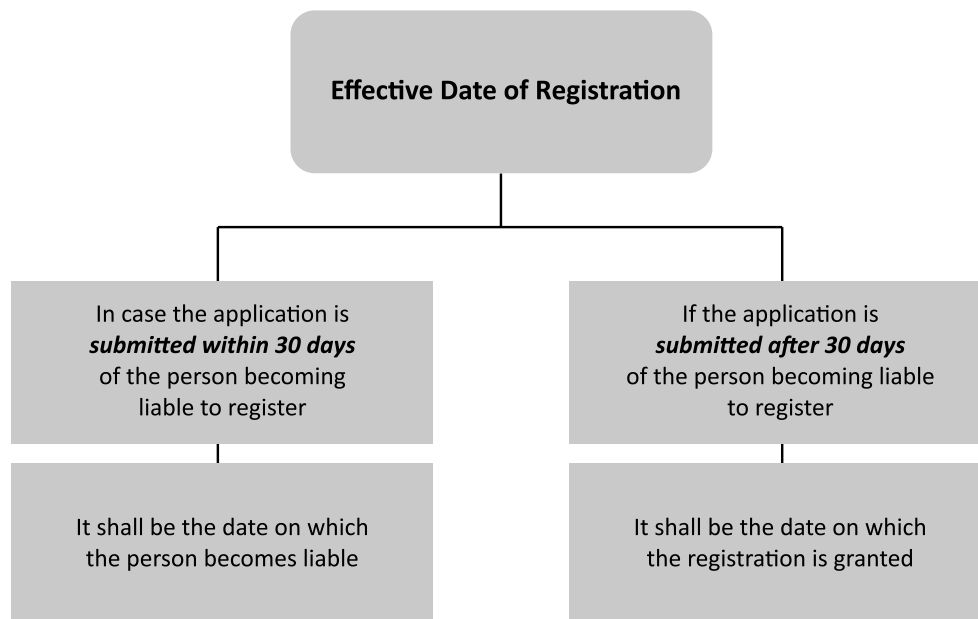 Effective Date of Registration
In case the application is
submitted within 30 days
of the person becoming
liable to register
If the application is
submitted after 30 days
of the person becoming liable
to register
It shall be the date on which
the person becomes liable
It shall be the date on which
the registration is granted